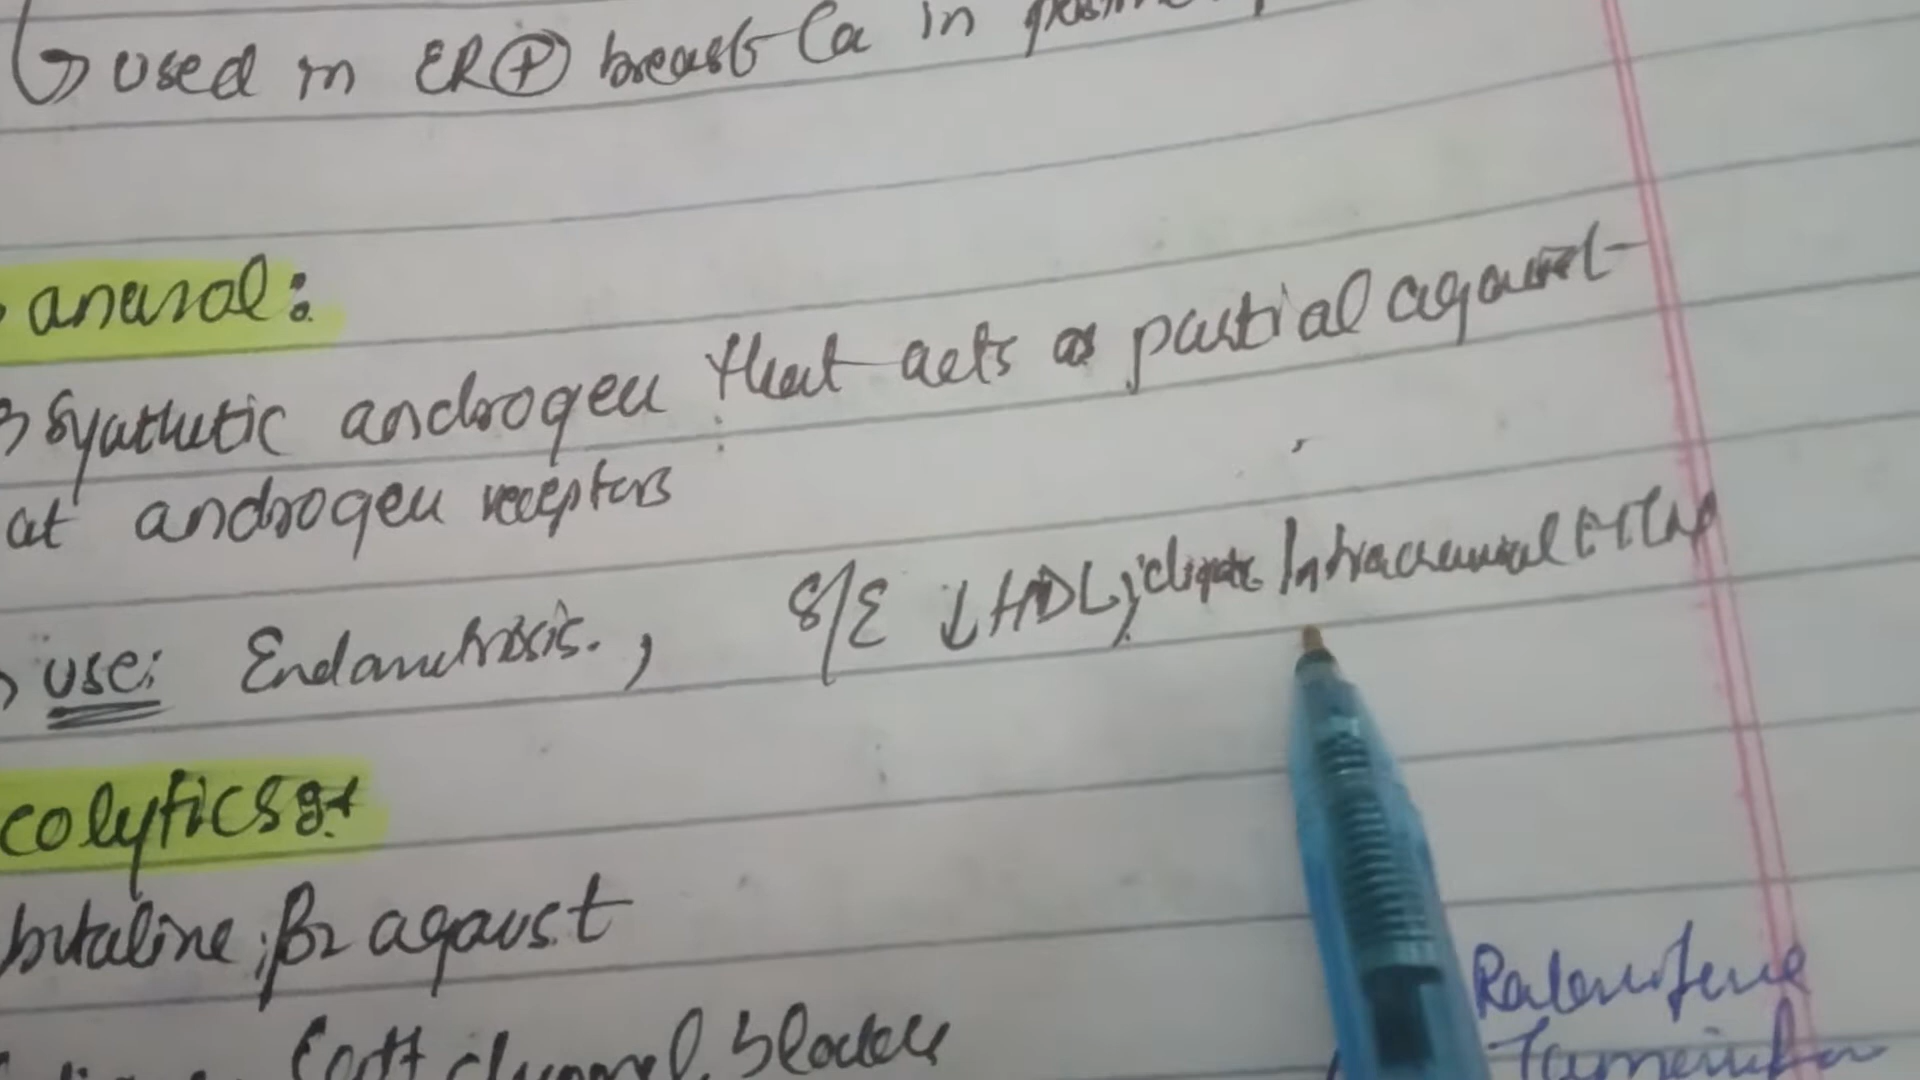 ↳ used in ER⊕ breast Ca in
anazol:
→ Synthetic androgen that acts as partial agonist
at androgen receptors
→ use: Endometriosis. , S/E ↓HDL; Intracranial
colytics:
butaline; β2 agonist
channel blocker
Raloxifene
Tamoxifen